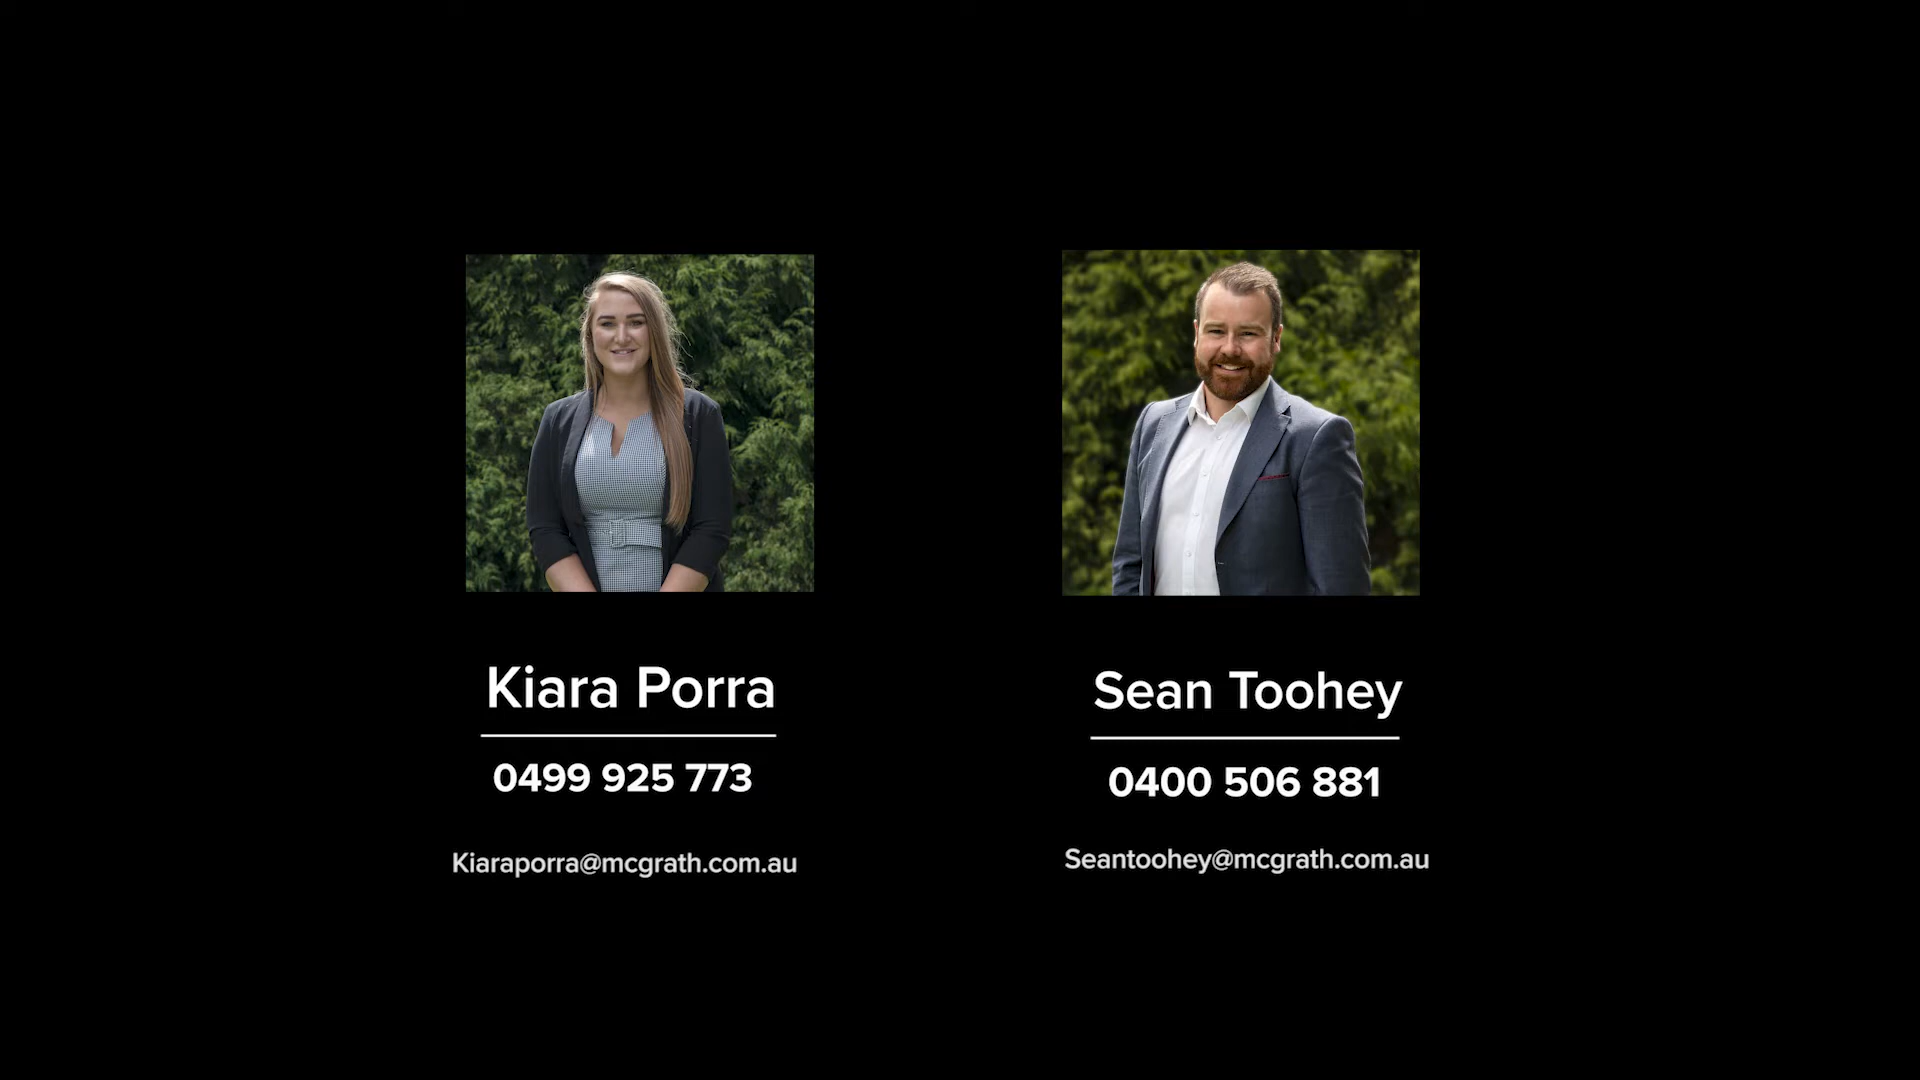 Kiara Porra
0499 925 773
Kiaraporra@mcgrath.com.au
Sean Toohey
0400 506 881
Seantoohey@mcgrath.com.au